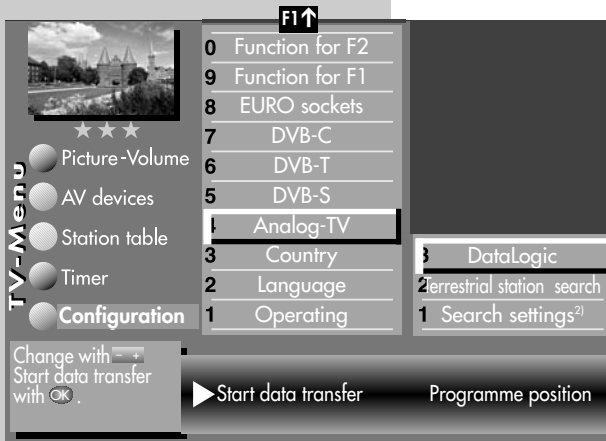 F1↑
0 Function for F2
9 Function for F1
8 EURO sockets
7 DVB-C
6 DVB-T
5 DVB-S
4 Analog-TV
3 Country
2 Language
1 Operating
TV-Menu
Picture-Volume
AV devices
Station table
Timer
Configuration
3 DataLogic
2 Terrestrial station search
1 Search settings2)
Change with - +
Start data transfer
with OK .
Start data transfer
Programme position